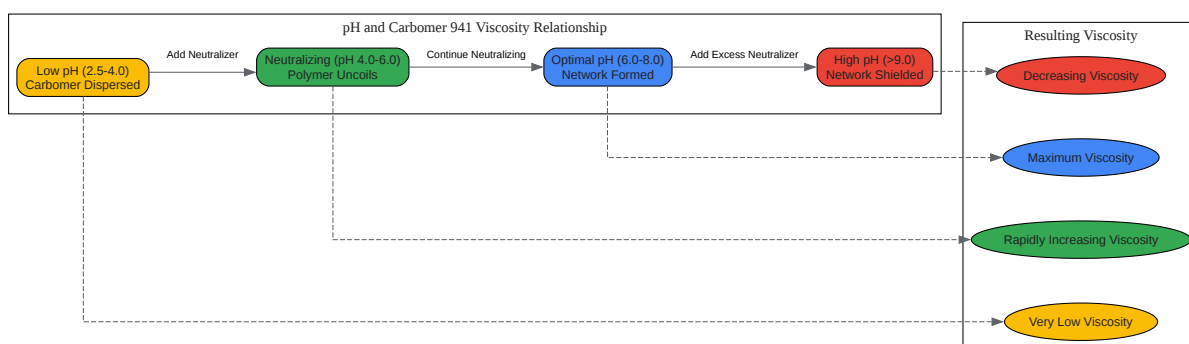 pH and Carbomer 941 Viscosity Relationship
Resulting Viscosity
Low pH (2.5-4.0)
Carbomer Dispersed
Add Neutralizer
Neutralizing (pH 4.0-6.0)
Polymer Uncoils
Continue Neutralizing
Optimal pH (6.0-8.0)
Network Formed
Add Excess Neutralizer
High pH (>9.0)
Network Shielded
Decreasing Viscosity
Maximum Viscosity
Rapidly Increasing Viscosity
Very Low Viscosity